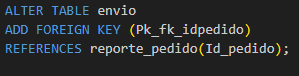 ALTER TABLE envio
ADD FOREIGN KEY (Pk_fk_idpedido)
REFERENCES reporte_pedido(Id_pedido);